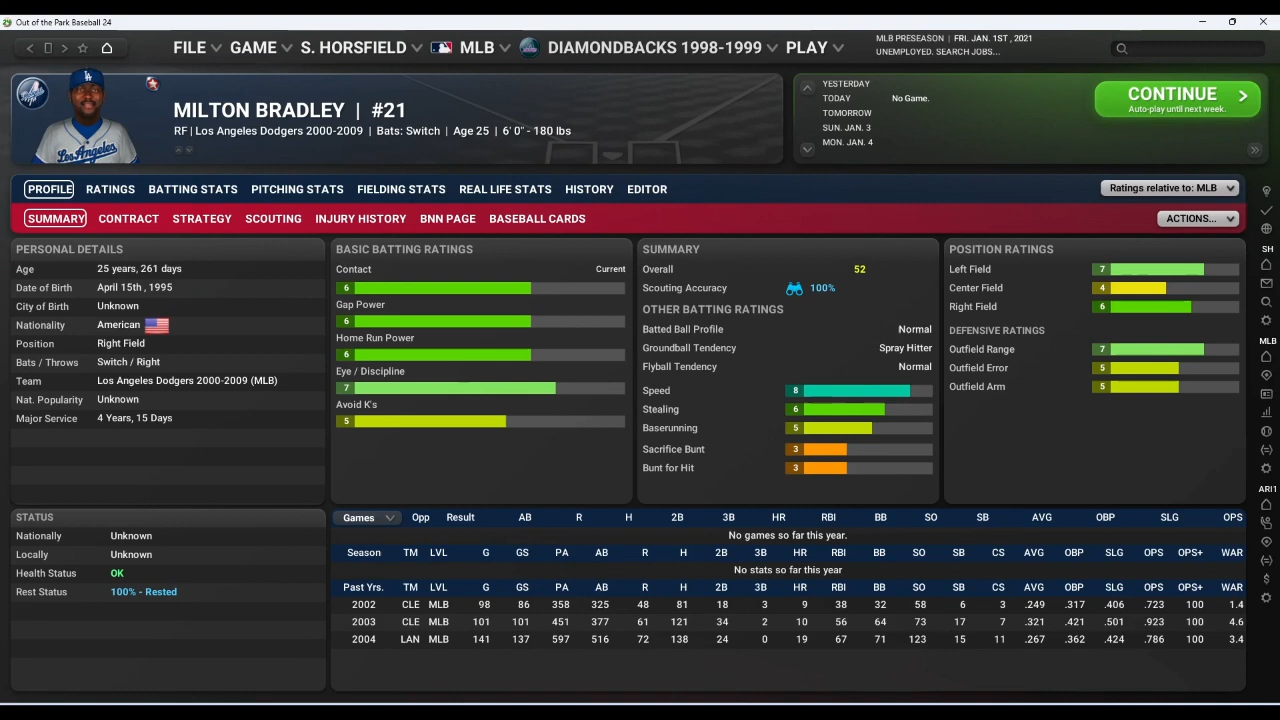 Out of the Park Baseball 24
FILE GAME S. HORSFIELD MLB DIAMONDBACKS 1998-1999 PLAY
MLB PRESEASON | FRI. JAN. 1ST , 2021
UNEMPLOYED. SEARCH JOBS...
MILTON BRADLEY | #21
RF | Los Angeles Dodgers 2000-2009 | Bats: Switch | Age 25 | 6' 0" - 180 lbs
YESTERDAY
TODAY No Game.
TOMORROW
SUN. JAN. 3
MON. JAN. 4
CONTINUE
Auto-play until next week.
PROFILE RATINGS BATTING STATS PITCHING STATS FIELDING STATS REAL LIFE STATS HISTORY EDITOR
Ratings relative to: MLB
SUMMARY CONTRACT STRATEGY SCOUTING INJURY HISTORY BNN PAGE BASEBALL CARDS
ACTIONS...
PERSONAL DETAILS
Age 25 years, 261 days
Date of Birth April 15th , 1995
City of Birth Unknown
Nationality American
Position Right Field
Bats / Throws Switch / Right
Team Los Angeles Dodgers 2000-2009 (MLB)
Nat. Popularity Unknown
Major Service 4 Years, 15 Days
BASIC BATTING RATINGS
Contact Current
6
Gap Power
6
Home Run Power
6
Eye / Discipline
7
Avoid K's
5
SUMMARY
Overall 52
Scouting Accuracy 100%
OTHER BATTING RATINGS
Batted Ball Profile Normal
Groundball Tendency Spray Hitter
Flyball Tendency Normal
Speed 8
Stealing 6
Baserunning 5
Sacrifice Bunt 3
Bunt for Hit 3
POSITION RATINGS
Left Field 7
Center Field 4
Right Field 6
DEFENSIVE RATINGS
Outfield Range 7
Outfield Error 5
Outfield Arm 5
SH
MLB
ARI1
STATUS
Nationally Unknown
Locally Unknown
Health Status OK
Rest Status 100% - Rested
Games Opp Result AB R H 2B 3B HR RBI BB SO SB AVG OBP SLG OPS
No games so far this year.
Season TM LVL G GS PA AB R H 2B 3B HR RBI BB SO SB CS AVG OBP SLG OPS OPS+ WAR
No stats so far this year
Past Yrs. TM LVL G GS PA AB R H 2B 3B HR RBI BB SO SB CS AVG OBP SLG OPS OPS+ WAR
2002 CLE MLB 98 86 358 325 48 81 18 3 9 38 32 58 6 3 .249 .317 .406 .723 100 1.4
2003 CLE MLB 101 101 451 377 61 121 34 2 10 56 64 73 17 7 .321 .421 .501 .923 100 4.6
2004 LAN MLB 141 137 597 516 72 138 24 0 19 67 71 123 15 11 .267 .362 .424 .786 100 3.4